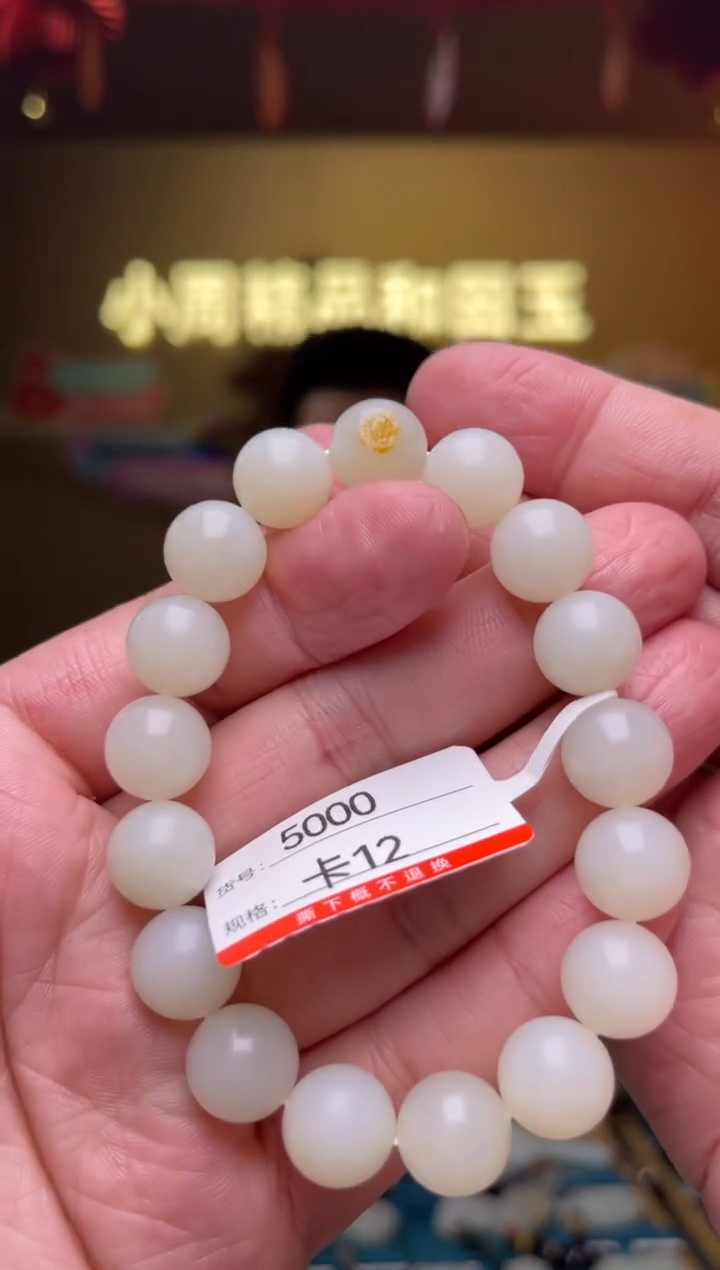 小周精品和田玉
货号: 5000
规格: 卡12
撕下概不退换